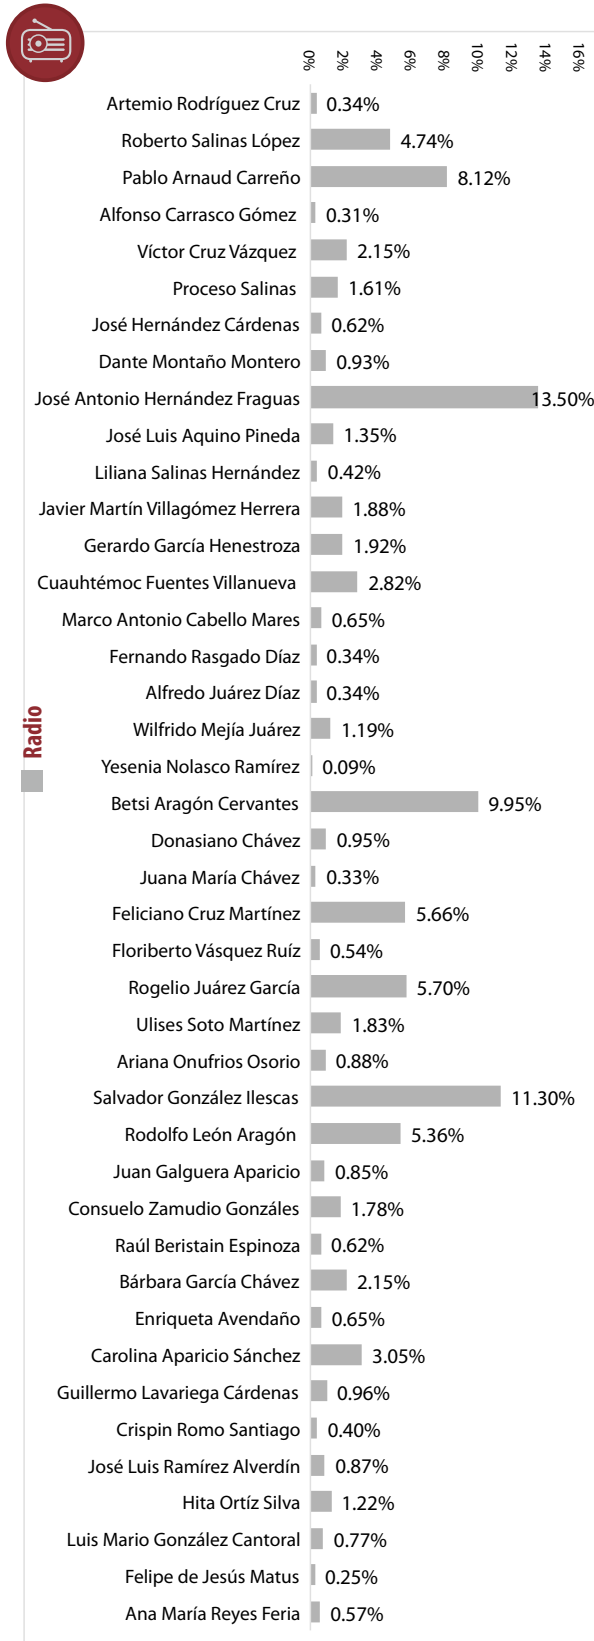 0% 2% 4% 6% 8% 10% 12% 14% 16%
Artemio Rodríguez Cruz 0.34%
Roberto Salinas López 4.74%
Pablo Arnaud Carreño 8.12%
Alfonso Carrasco Gómez 0.31%
Víctor Cruz Vázquez 2.15%
Proceso Salinas 1.61%
José Hernández Cárdenas 0.62%
Dante Montaño Montero 0.93%
José Antonio Hernández Fraguas 13.50%
José Luis Aquino Pineda 1.35%
Liliana Salinas Hernández 0.42%
Javier Martín Villagómez Herrera 1.88%
Gerardo García Henestroza 1.92%
Cuauhtémoc Fuentes Villanueva 2.82%
Marco Antonio Cabello Mares 0.65%
Fernando Rasgado Díaz 0.34%
Alfredo Juárez Díaz 0.34%
Wilfrido Mejía Juárez 1.19%
Yesenia Nolasco Ramírez 0.09%
Betsi Aragón Cervantes 9.95%
Donasiano Chávez 0.95%
Juana María Chávez 0.33%
Feliciano Cruz Martínez 5.66%
Floriberto Vásquez Ruíz 0.54%
Rogelio Juárez García 5.70%
Ulises Soto Martínez 1.83%
Ariana Onufrios Osorio 0.88%
Salvador González Ilescas 11.30%
Rodolfo León Aragón 5.36%
Juan Galguera Aparicio 0.85%
Consuelo Zamudio Gonzáles 1.78%
Raúl Beristain Espinoza 0.62%
Bárbara García Chávez 2.15%
Enriqueta Avendaño 0.65%
Carolina Aparicio Sánchez 3.05%
Guillermo Lavariega Cárdenas 0.96%
Crispin Romo Santiago 0.40%
José Luis Ramírez Alverdín 0.87%
Hita Ortíz Silva 1.22%
Luis Mario González Cantoral 0.77%
Felipe de Jesús Matus 0.25%
Ana María Reyes Feria 0.57%
Radio